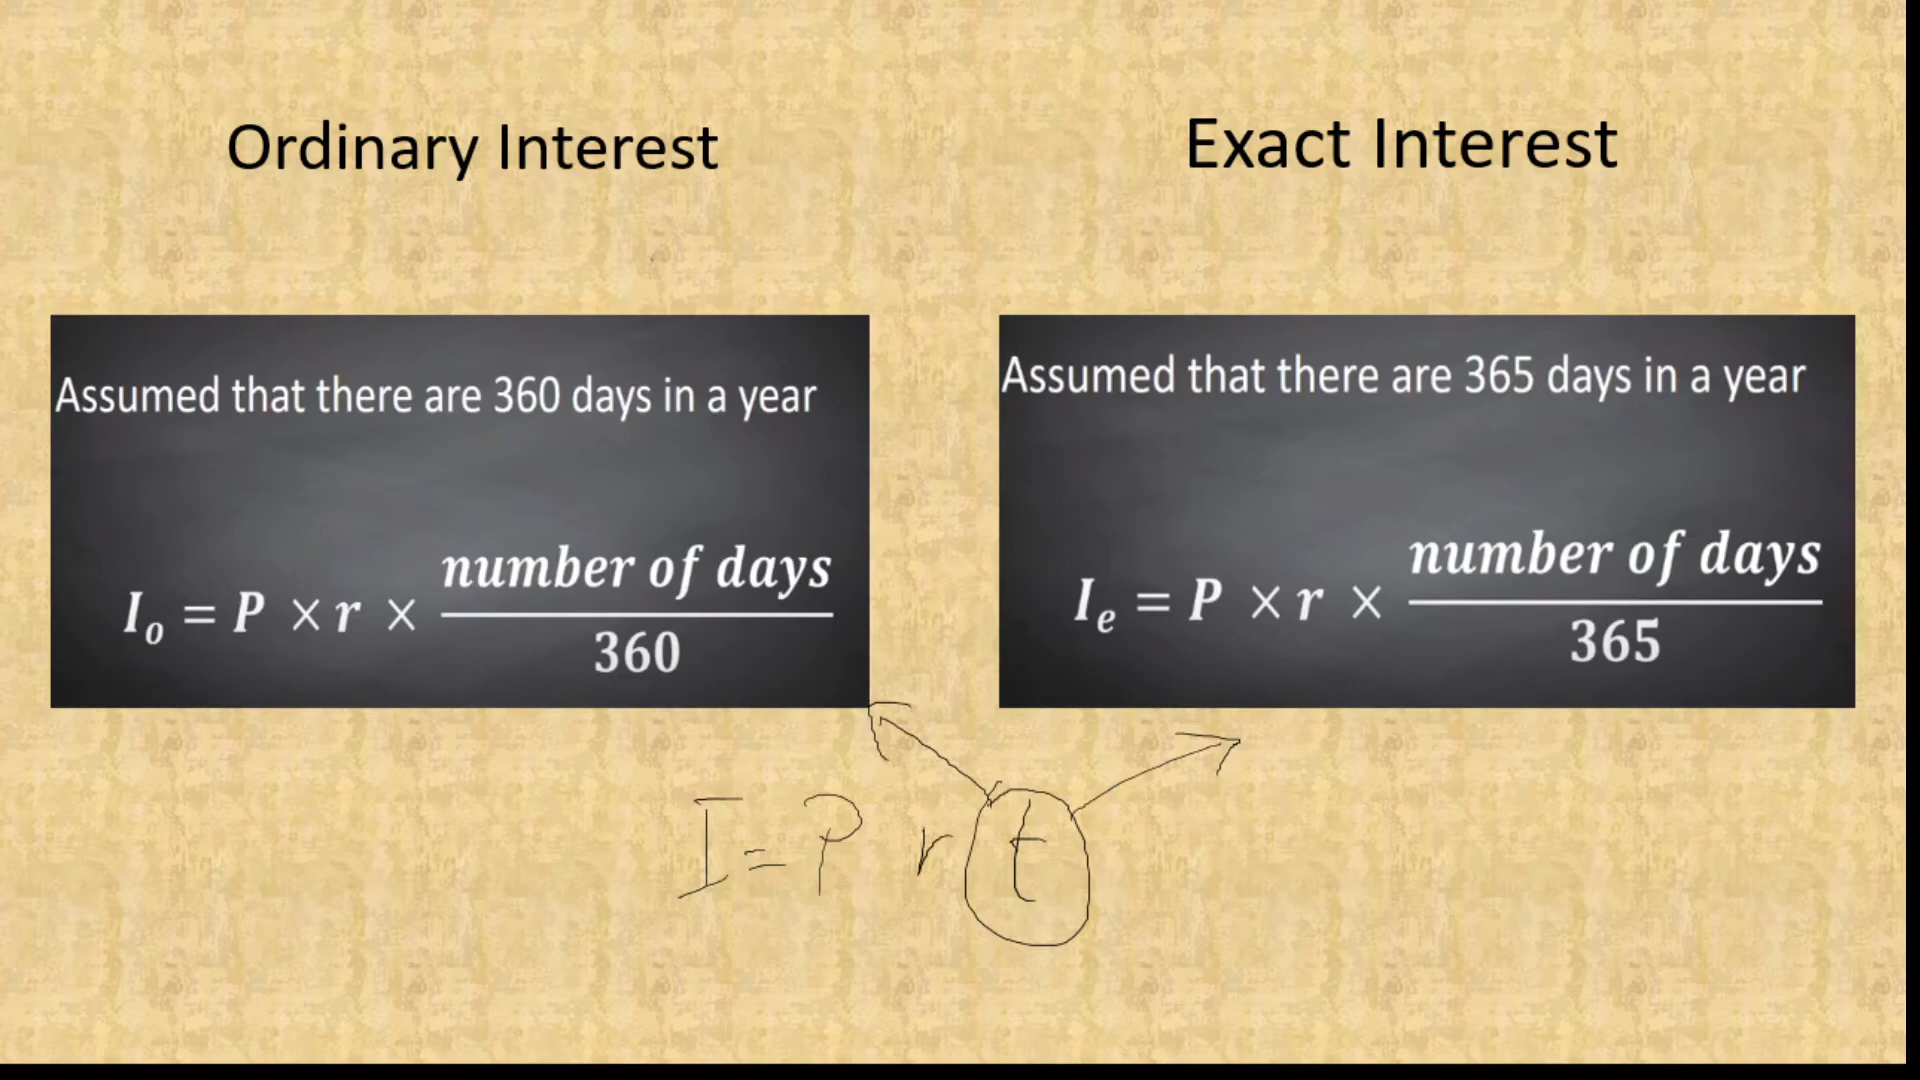 Ordinary Interest
Exact Interest
Assumed that there are 360 days in a year
I_o = P × r × number of days / 360
Assumed that there are 365 days in a year
I_e = P × r × number of days / 365
I = P r t